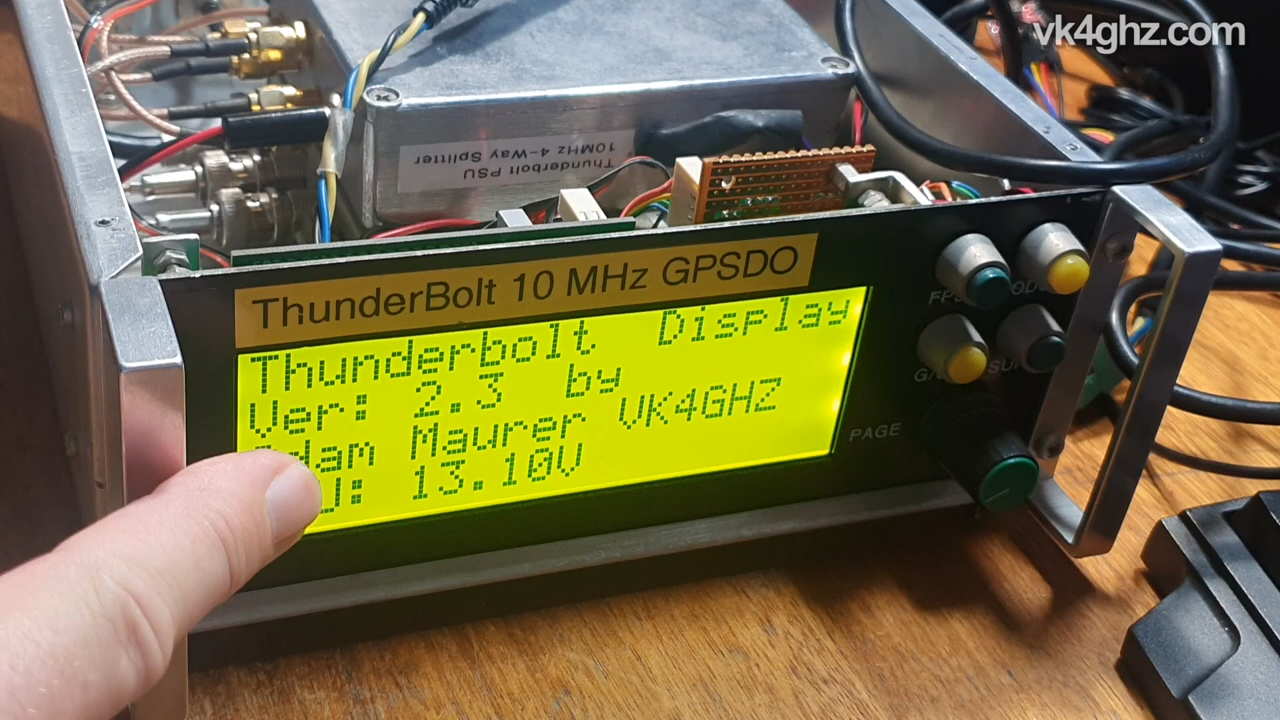 vk4ghz.com
Thunderbolt PSU
10MHz 4-Way Splitter
ThunderBolt 10 MHz GPSDO
Thunderbolt Display
Ver: 2.3 by
Maurer VK4GHZ
13.10V
PAGE